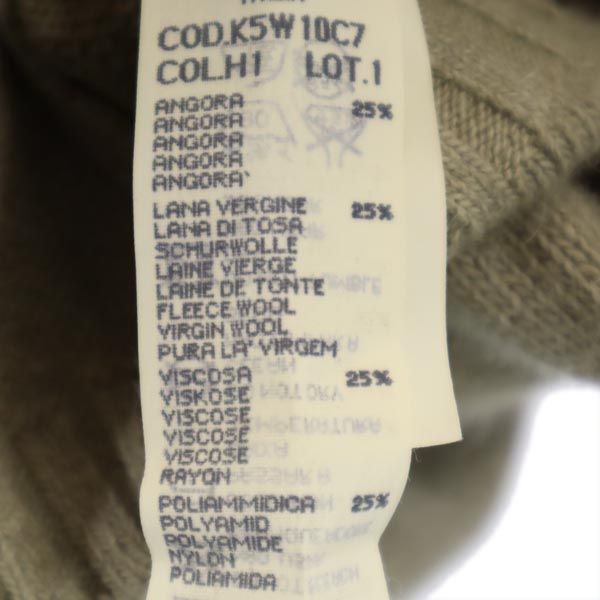 COD.K5W10C7
COL.H1 LOT.1
ANGORA 25%
ANGORA
ANGORA
ANGORA
ANGORA'
LANA VERGINE 25%
LANA DI TOSA
SCHURWOLLE
LAINE VIERGE
LAINE DE TONTE
FLEECE WOOL
VIRGIN WOOL
PURA LA' VIRGEM
VISCOSA 25%
VISKOSE
VISCOSE
VISCOSE
VISCOSE
RAYON
POLIAMMIDICA 25%
POLYAMID
POLYAMIDE
NYLON
POLIAMIDA